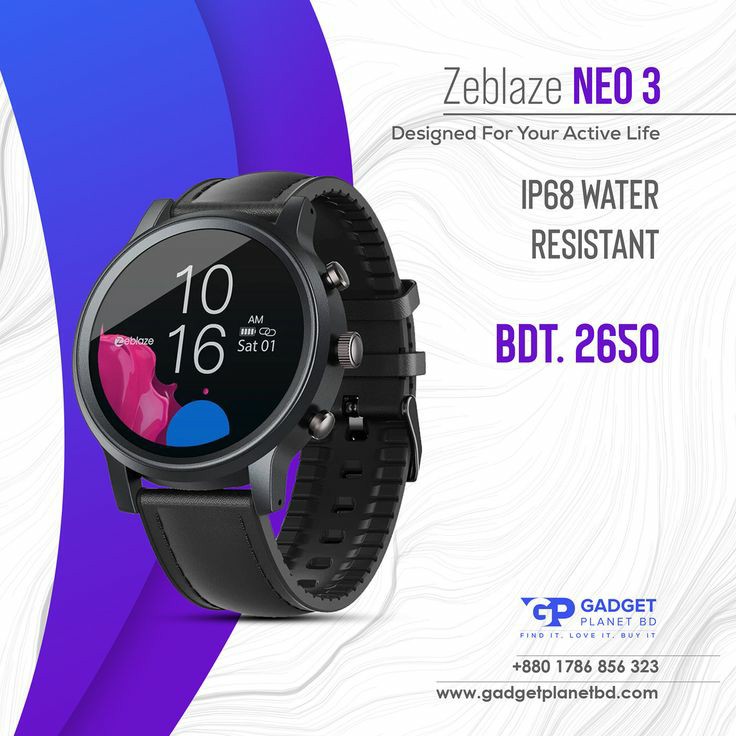 Zeblaze NEO 3
Designed For Your Active Life
IP68 WATER
RESISTANT
BDT. 2650
10
16
AM
Sat 01
Zeblaze
GP GADGET
PLANET BD
FIND IT. LOVE IT. BUY IT
+880 1786 856 323
www.gadgetplanetbd.com